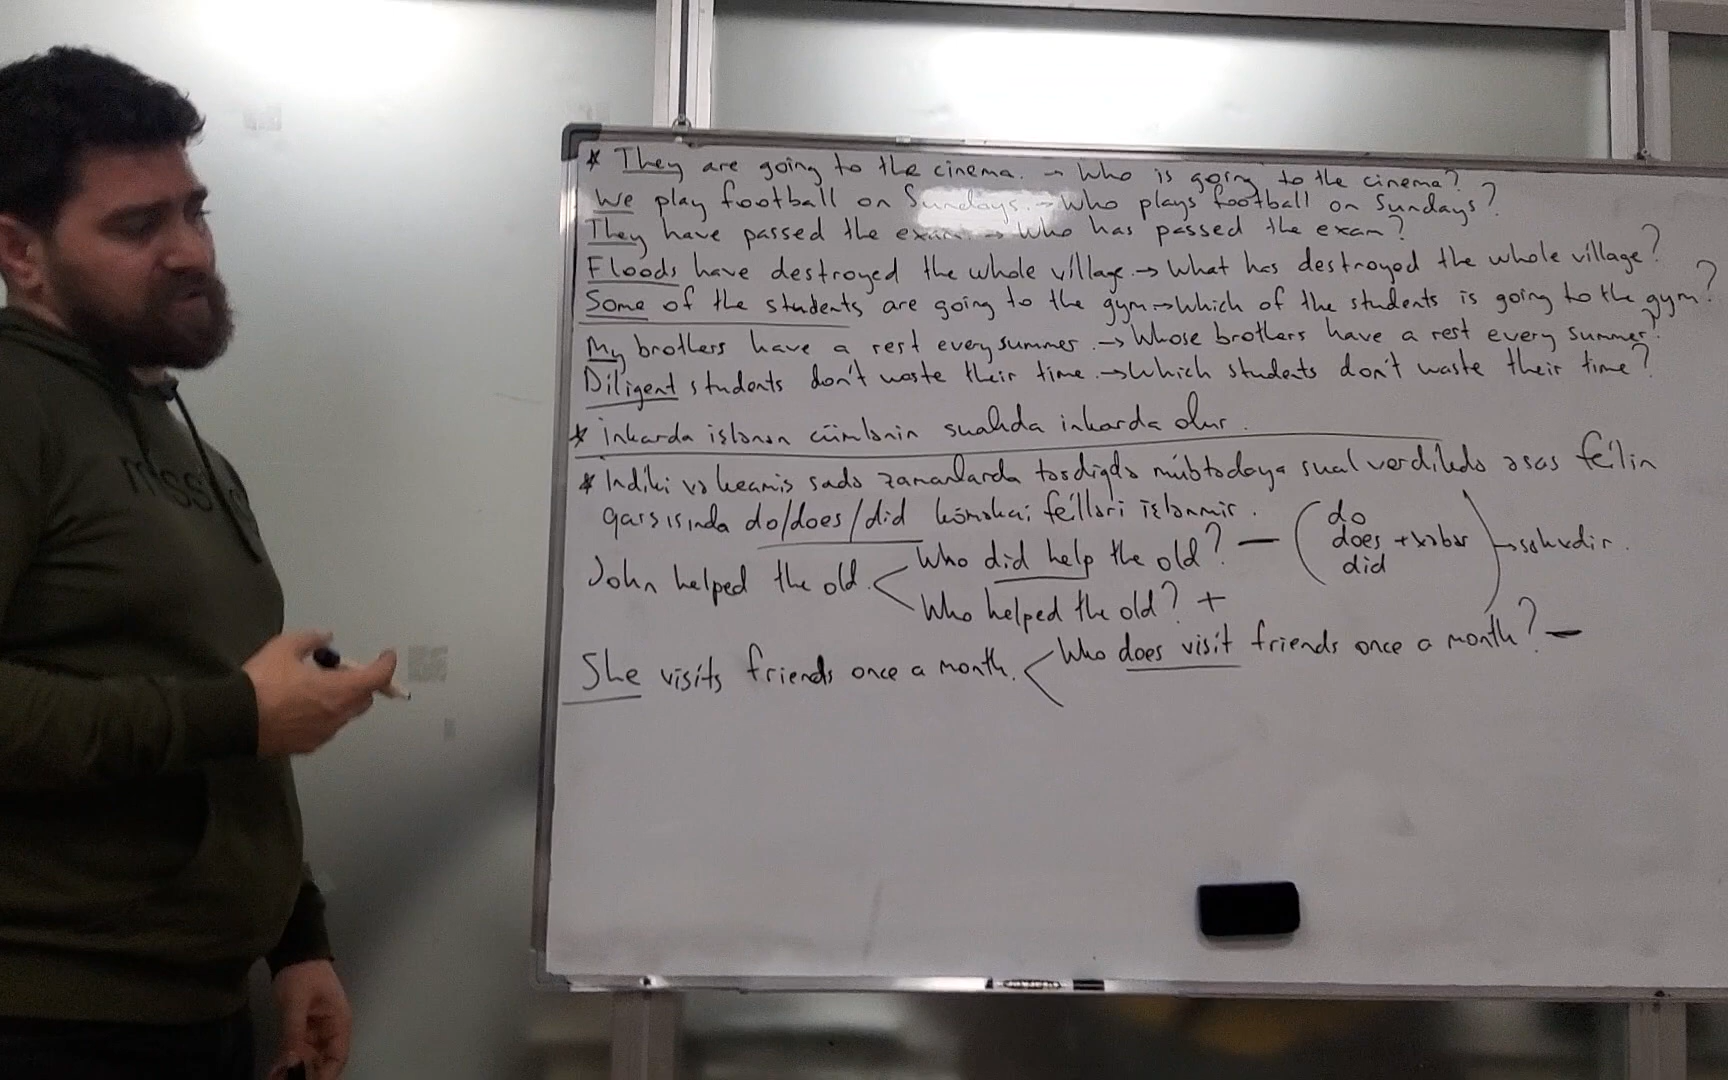 * They are going to the cinema. → Who is going to the cinema?
We play football on Sundays. → Who plays football on Sundays?
They have passed the exam. → Who has passed the exam?
Floods have destroyed the whole village. → What has destroyed the whole village?
Some of the students are going to the gym → Which of the students is going to the gym?
My brothers have a rest every summer. → Whose brothers have a rest every summer?
Diligent students don't waste their time. → Which students don't waste their time?
* İnkarda işlənən cümlənin sualıda inkarda olur.
* İndiki və keçmiş sadə zamanlarda təsdiqdə mübtədaya sual verdikdə əsas feilin
qarşısında do/does/did köməkçi felləri işlənmir.
John helped the old. < Who did help the old? — ( do does did + xəbər ) → səhvdir.
Who helped the old? +
She visits friends once a month. < Who does visit friends once a month? —